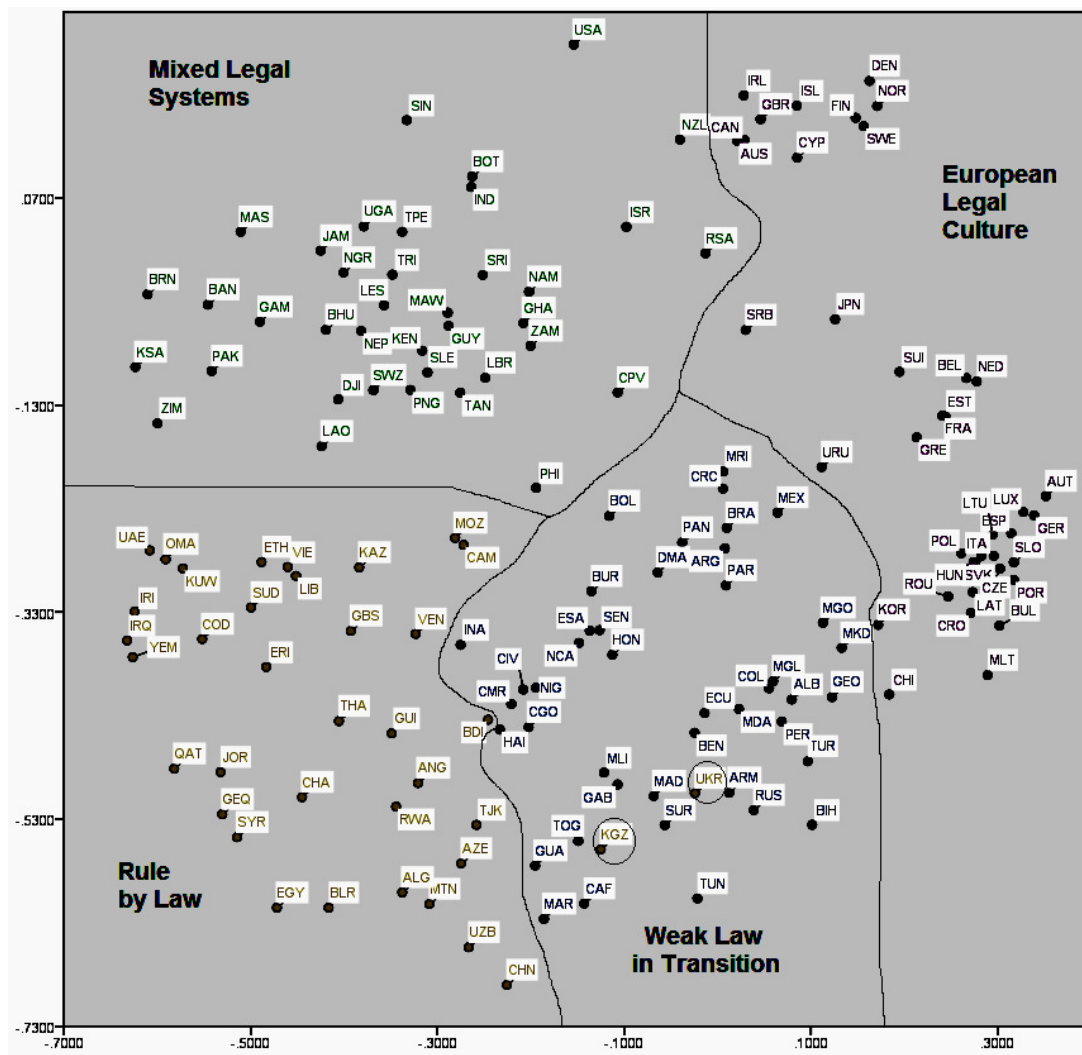 USA
Mixed Legal
Systems
DEN
IRL
ISL
NOR
GBR
FIN
SIN
NZL
CAN
SWE
AUS
CYP
BOT
European
Legal
Culture
IND
.0700
MAS
UGA
TPE
ISR
JAM
RSA
NGR
TRI
SRI
BRN
BAN
LES
NAM
GAM
MAW
GHA
JPN
BHU
SRB
NEP
KEN
GUY
ZAM
KSA
PAK
SLE
LBR
SUI
BEL
NED
DJI
SWZ
CPV
-.1300
PNG
TAN
EST
ZIM
FRA
LAO
GRE
MRI
URU
PHI
CRC
AUT
BOL
MEX
LTU
LUX
UAE
OMA
MOZ
PAN
BRA
ESP
GER
ETH
VIE
KAZ
CAM
POL
ITA
SLO
KUW
DMA
ARG
PAR
HUN
SVK
SUD
LIB
BUR
ROU
CZE
POR
IRI
LAT
-.3300
IRQ
COD
GBS
VEN
ESA
SEN
MGO
KOR
CRO
BUL
YEM
INA
HON
MKD
ERI
NCA
CIV
MGL
MLT
CMR
NIG
COL
ALB
GEO
CHI
THA
GUI
BDI
CGO
ECU
MDA
PER
HAI
BEN
TUR
QAT
JOR
MLI
CHA
ANG
GAB
MAD
UKR
ARM
GEQ
RWA
TJK
SUR
RUS
BIH
-.5300
SYR
TOG
KGZ
AZE
GUA
Rule
by Law
ALG
TUN
EGY
BLR
MTN
CAF
MAR
UZB
Weak Law
in Transition
CHN
-.7300
-.7000
-.5000
-.3000
-.1000
.1000
.3000